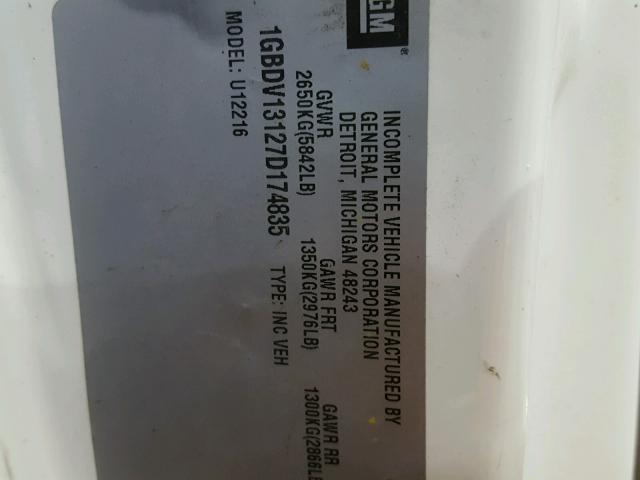 GM
INCOMPLETE VEHICLE MANUFACTURED BY
GENERAL MOTORS CORPORATION
DETROIT, MICHIGAN 48243
GVWR GAWR FRT GAWR RR
2650KG(5842LB) 1350KG(2976LB) 1300KG(2866LB
1GBDV13127D174835 TYPE: INC VEH
MODEL: U12216